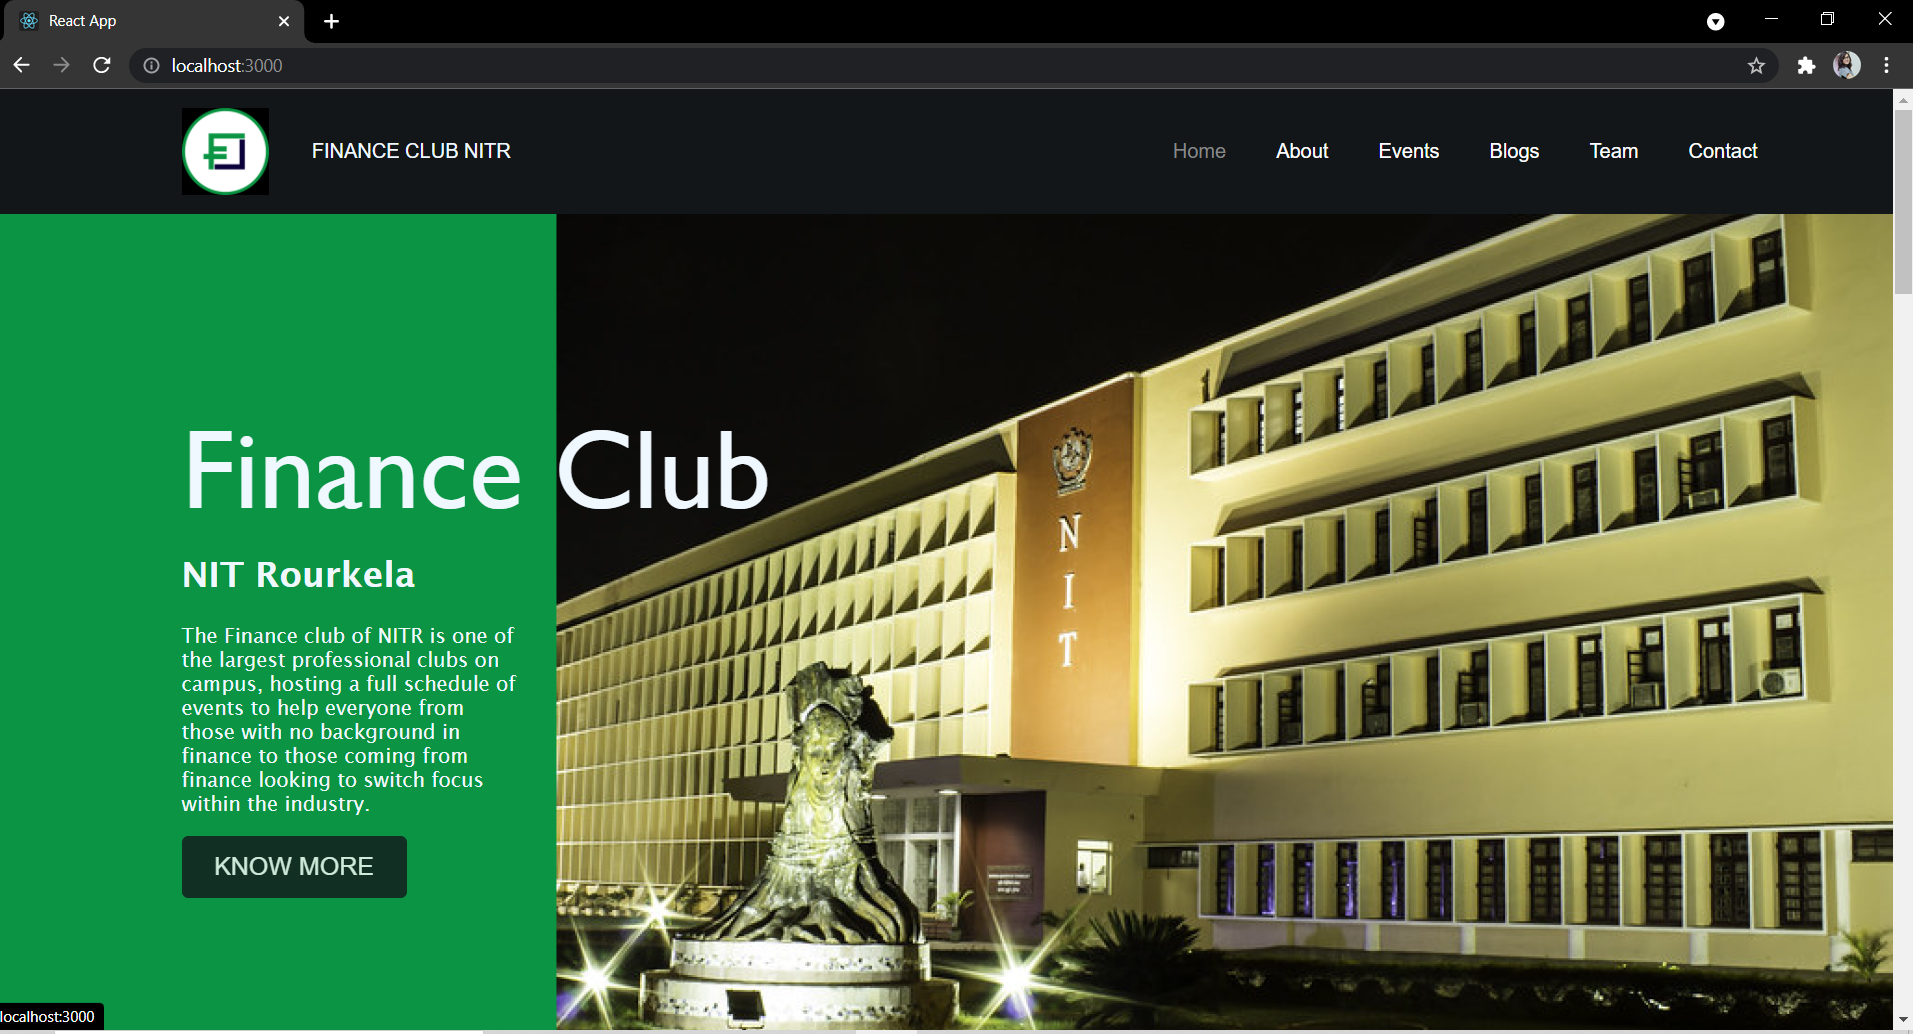 React App
localhost:3000
FINANCE CLUB NITR
Home About Events Blogs Team Contact
Finance Club
NIT Rourkela
The Finance club of NITR is one of
the largest professional clubs on
campus, hosting a full schedule of
events to help everyone from
those with no background in
finance to those coming from
finance looking to switch focus
within the industry.
KNOW MORE
N
I
T
localhost:3000